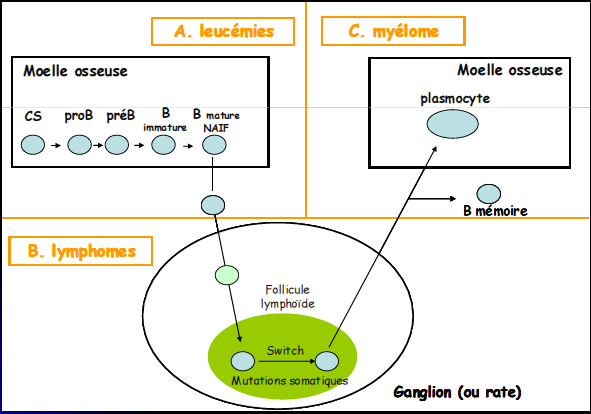 A. leucémies
C. myélome
Moelle osseuse
CS
proB
préB
B
immature
B mature
NAIF
Moelle osseuse
plasmocyte
B mémoire
B. lymphomes
Follicule
lymphoïde
Switch
Mutations somatiques
Ganglion (ou rate)